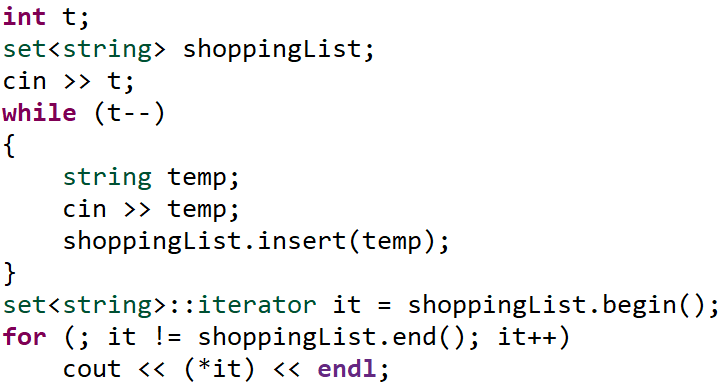 int t;
set<string> shoppingList;
cin >> t;
while (t--)
{
    string temp;
    cin >> temp;
    shoppingList.insert(temp);
}
set<string>::iterator it = shoppingList.begin();
for (; it != shoppingList.end(); it++)
    cout << (*it) << endl;